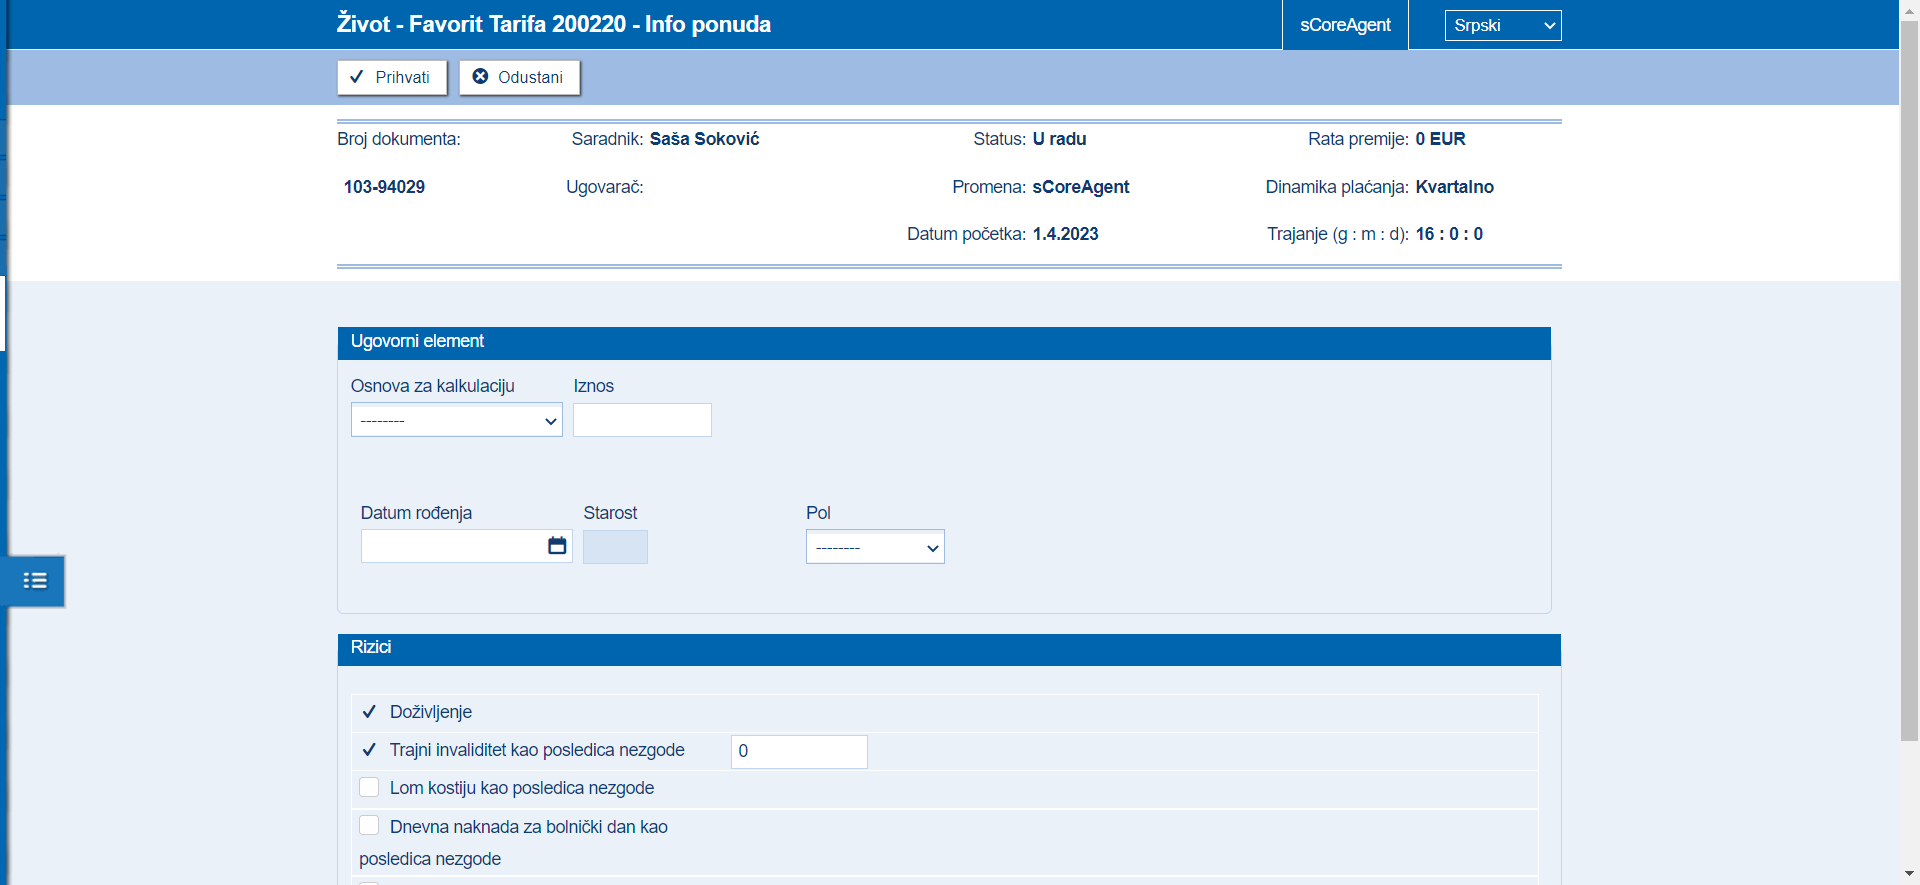 Život - Favorit Tarifa 200220 - Info ponuda
sCoreAgent
Srpski
Prihvati
Odustani
Broj dokumenta:
Saradnik: Saša Soković
Status: U radu
Rata premije: 0 EUR
103-94029
Ugovarač:
Promena: sCoreAgent
Dinamika plaćanja: Kvartalno
Datum početka: 1.4.2023
Trajanje (g : m : d): 16 : 0 : 0
Ugovorni element
Osnova za kalkulaciju
Iznos
--------
Datum rođenja
Starost
Pol
--------
Rizici
Doživljenje
Trajni invaliditet kao posledica nezgode
0
Lom kostiju kao posledica nezgode
Dnevna naknada za bolnički dan kao
posledica nezgode